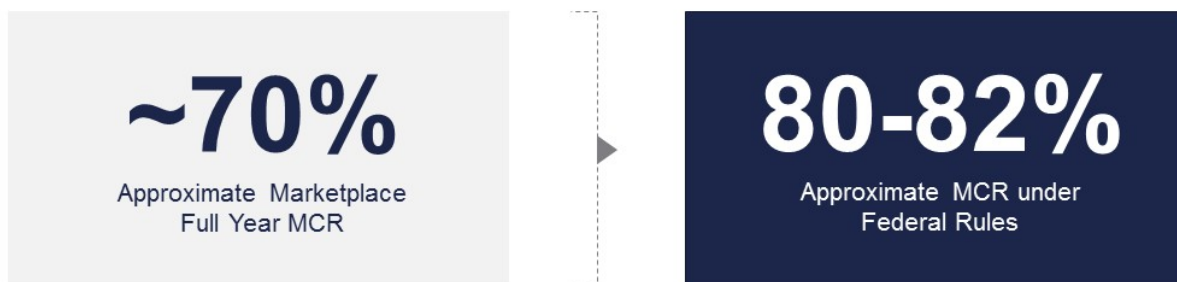 ~70%
Approximate Marketplace
Full Year MCR
80-82%
Approximate MCR under
Federal Rules